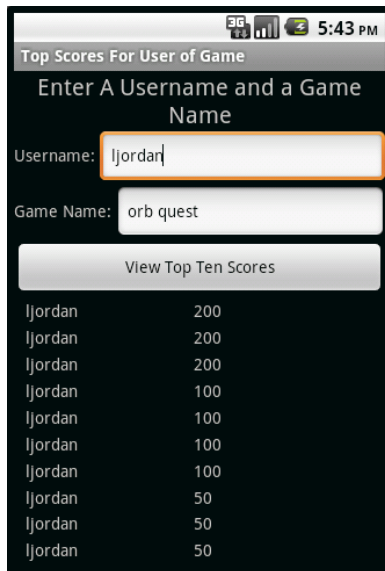 3G 5:43 PM
Top Scores For User of Game
Enter A Username and a Game
Name
Username: ljordan
Game Name: orb quest
View Top Ten Scores
ljordan 200
ljordan 200
ljordan 200
ljordan 100
ljordan 100
ljordan 100
ljordan 100
ljordan 50
ljordan 50
ljordan 50